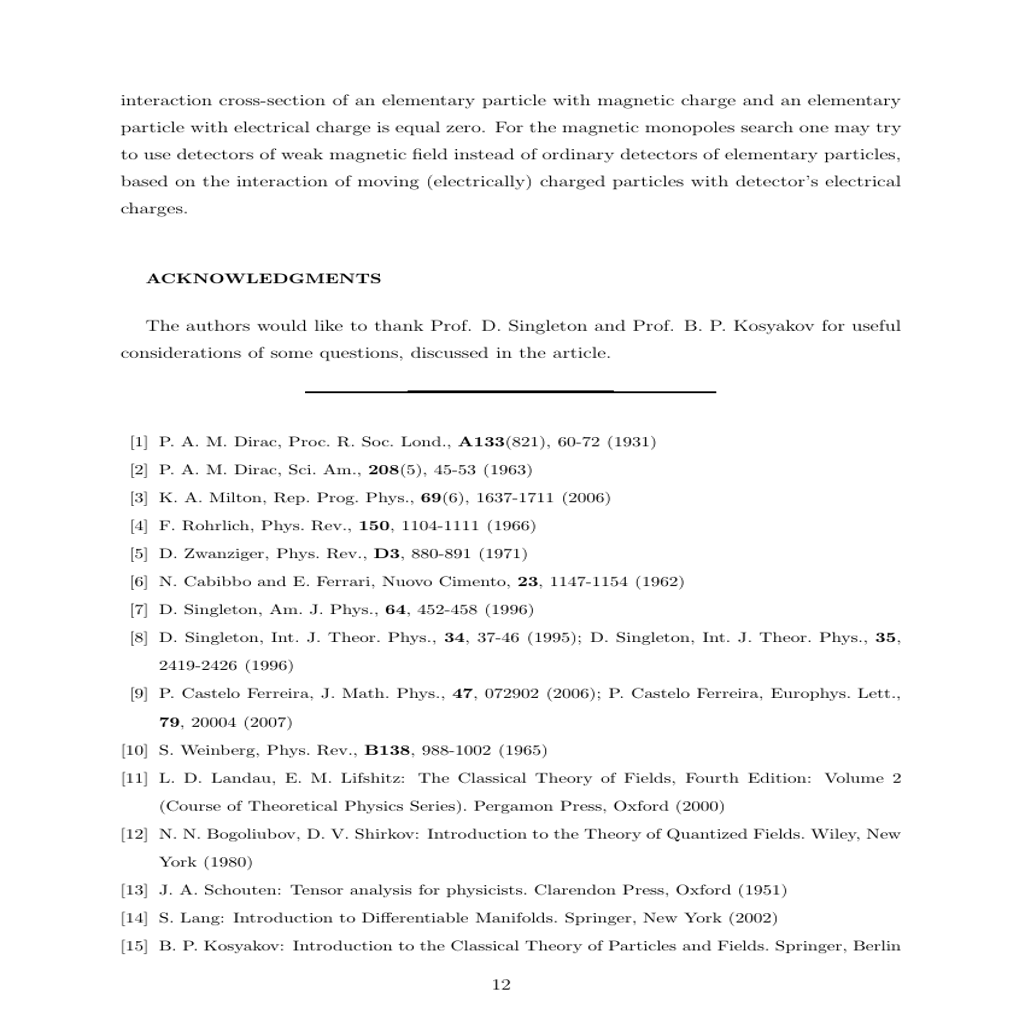 interaction cross-section of an elementary particle with magnetic charge and an elementary
particle with electrical charge is equal zero. For the magnetic monopoles search one may try
to use detectors of weak magnetic field instead of ordinary detectors of elementary particles,
based on the interaction of moving (electrically) charged particles with detector's electrical
charges.
ACKNOWLEDGMENTS
The authors would like to thank Prof. D. Singleton and Prof. B. P. Kosyakov for useful
considerations of some questions, discussed in the article.
[1] P. A. M. Dirac, Proc. R. Soc. Lond., A133(821), 60-72 (1931)
[2] P. A. M. Dirac, Sci. Am., 208(5), 45-53 (1963)
[3] K. A. Milton, Rep. Prog. Phys., 69(6), 1637-1711 (2006)
[4] F. Rohrlich, Phys. Rev., 150, 1104-1111 (1966)
[5] D. Zwanziger, Phys. Rev., D3, 880-891 (1971)
[6] N. Cabibbo and E. Ferrari, Nuovo Cimento, 23, 1147-1154 (1962)
[7] D. Singleton, Am. J. Phys., 64, 452-458 (1996)
[8] D. Singleton, Int. J. Theor. Phys., 34, 37-46 (1995); D. Singleton, Int. J. Theor. Phys., 35,
2419-2426 (1996)
[9] P. Castelo Ferreira, J. Math. Phys., 47, 072902 (2006); P. Castelo Ferreira, Europhys. Lett.,
79, 20004 (2007)
[10] S. Weinberg, Phys. Rev., B138, 988-1002 (1965)
[11] L. D. Landau, E. M. Lifshitz: The Classical Theory of Fields, Fourth Edition: Volume 2
(Course of Theoretical Physics Series). Pergamon Press, Oxford (2000)
[12] N. N. Bogoliubov, D. V. Shirkov: Introduction to the Theory of Quantized Fields. Wiley, New
York (1980)
[13] J. A. Schouten: Tensor analysis for physicists. Clarendon Press, Oxford (1951)
[14] S. Lang: Introduction to Differentiable Manifolds. Springer, New York (2002)
[15] B. P. Kosyakov: Introduction to the Classical Theory of Particles and Fields. Springer, Berlin
12